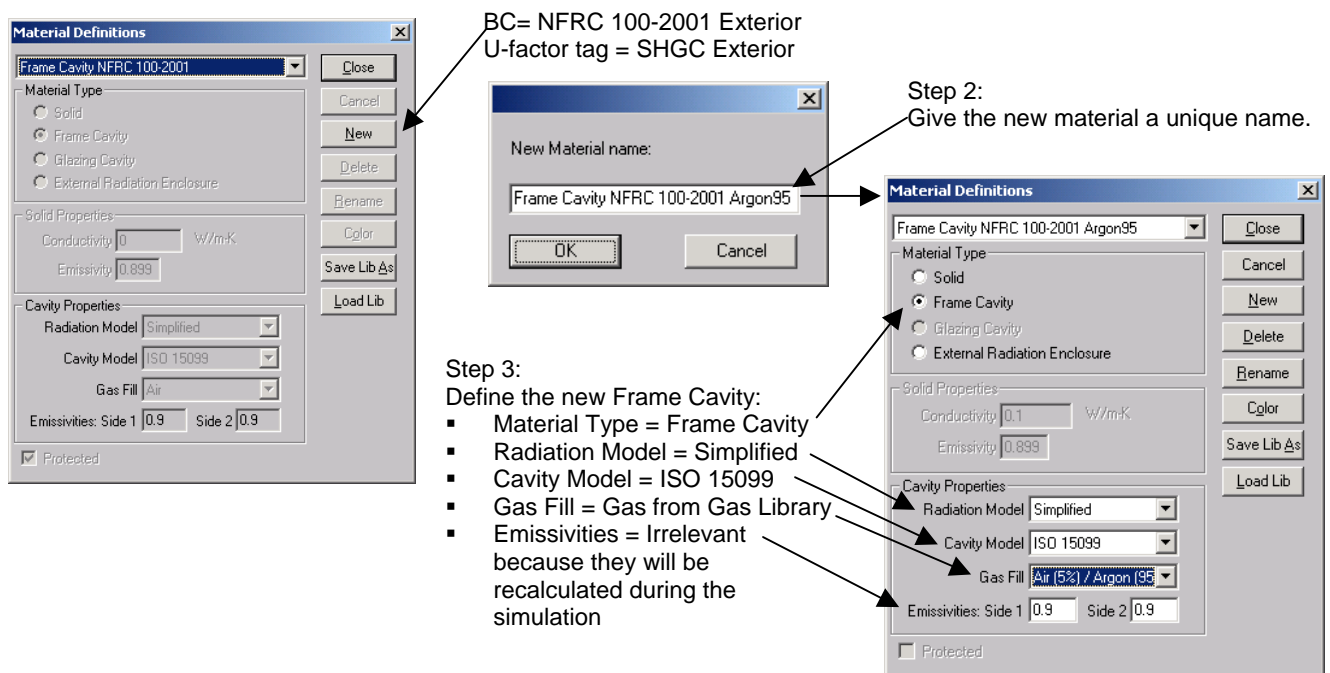 BC= NFRC 100-2001 Exterior
U-factor tag = SHGC Exterior
Material Definitions
Frame Cavity NFRC 100-2001
Close
Material Type
Cancel
Solid
Frame Cavity
New
Glazing Cavity
Delete
External Radiation Enclosure
Rename
Solid Properties
Conductivity 0 W/m-K
Color
Emissivity 0.899
Save Lib As
Cavity Properties
Load Lib
Radiation Model Simplified
Cavity Model ISO 15099
Gas Fill Air
Emissivities: Side 1 0.9 Side 2 0.9
Protected
New Material name:
Frame Cavity NFRC 100-2001 Argon95
OK Cancel
Step 2:
Give the new material a unique name.
Step 3:
Define the new Frame Cavity:
▪ Material Type = Frame Cavity
▪ Radiation Model = Simplified
▪ Cavity Model = ISO 15099
▪ Gas Fill = Gas from Gas Library
▪ Emissivities = Irrelevant
because they will be
recalculated during the
simulation
Material Definitions
Frame Cavity NFRC 100-2001 Argon95
Close
Material Type
Cancel
Solid
Frame Cavity
New
Glazing Cavity
Delete
External Radiation Enclosure
Rename
Solid Properties
Conductivity 0.1 W/m-K
Color
Emissivity 0.899
Save Lib As
Cavity Properties
Load Lib
Radiation Model Simplified
Cavity Model ISO 15099
Gas Fill Air (5%) / Argon (95
Emissivities: Side 1 0.9 Side 2 0.9
Protected